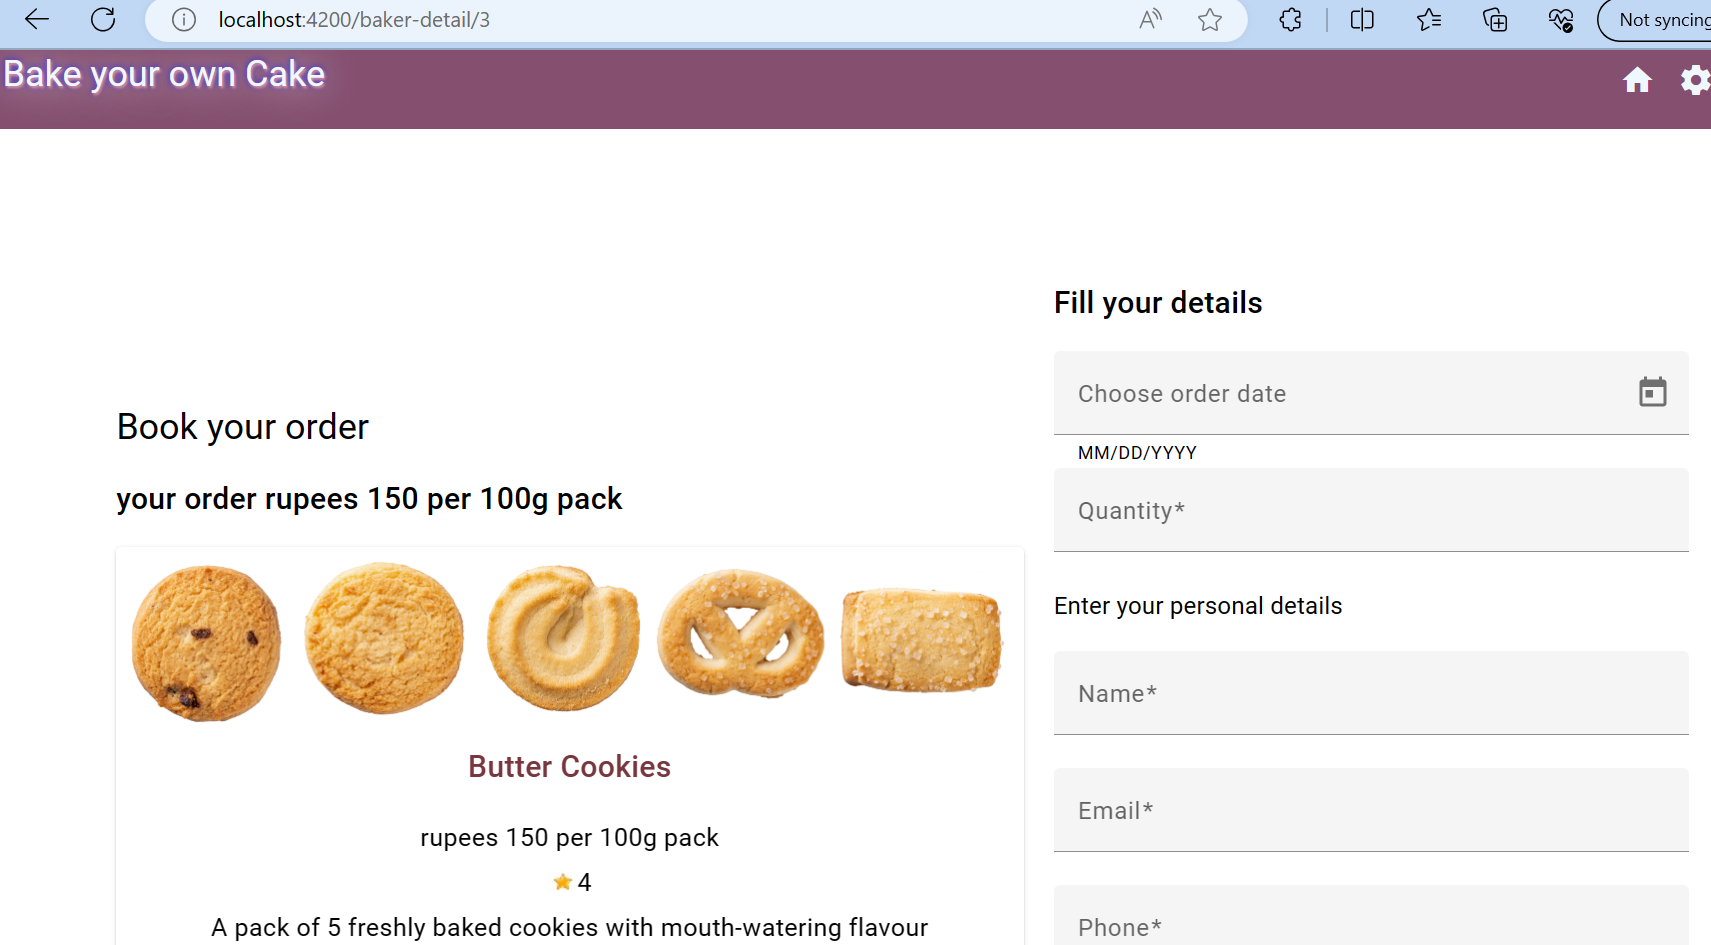 localhost:4200/baker-detail/3
Not syncing
Bake your own Cake
Book your order
your order rupees 150 per 100g pack
Butter Cookies
rupees 150 per 100g pack
4
A pack of 5 freshly baked cookies with mouth-watering flavour
Fill your details
Choose order date
MM/DD/YYYY
Quantity*
Enter your personal details
Name*
Email*
Phone*